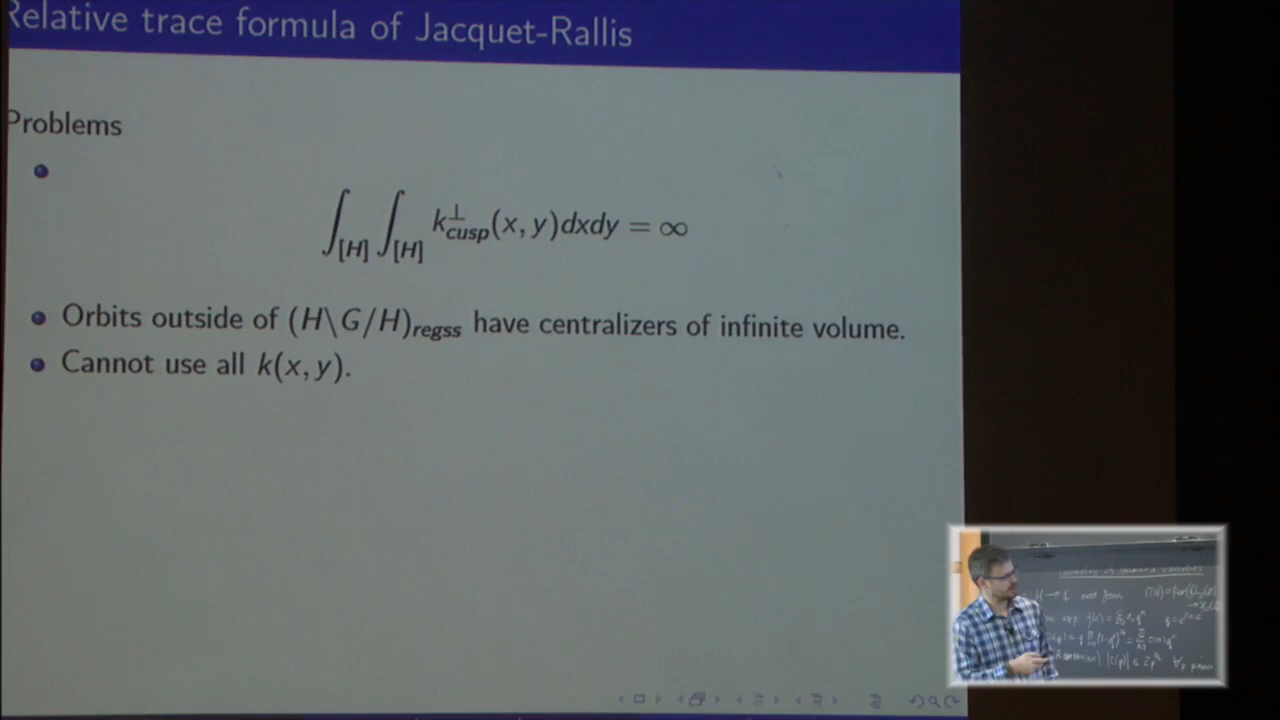 Relative trace formula of Jacquet-Rallis
Problems
∫_{[H]} ∫_{[H]} k^⊥_{cusp}(x, y)dxdy = ∞
Orbits outside of (H\G/H)_{regss} have centralizers of infinite volume.
Cannot use all k(x, y).